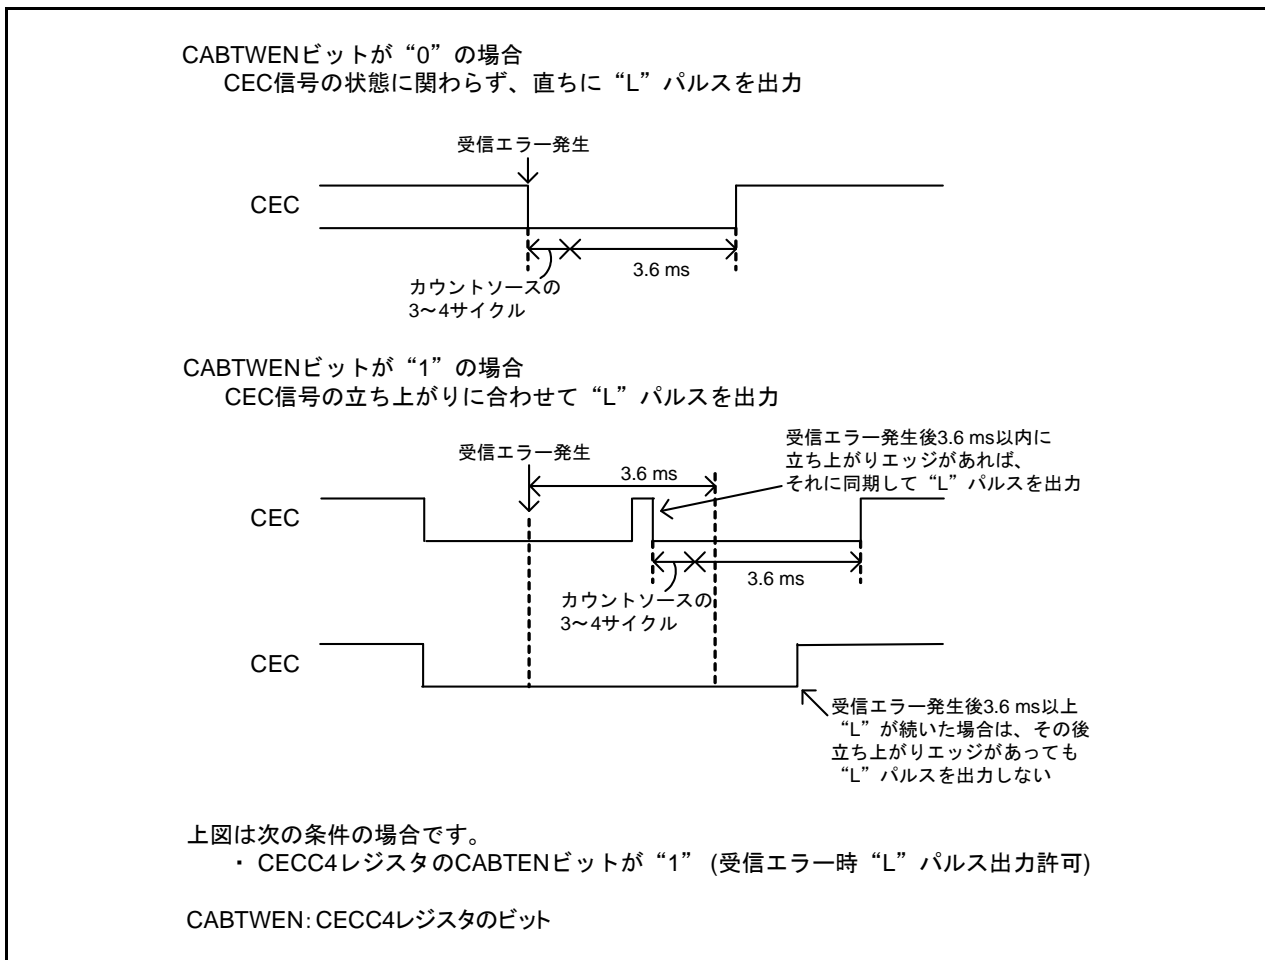 CABTWENビットが“0”の場合
CEC信号の状態に関わらず、直ちに“L”パルスを出力
受信エラー発生
CEC
3.6 ms
カウントソースの
3〜4サイクル
CABTWENビットが“1”の場合
CEC信号の立ち上がりに合わせて“L”パルスを出力
受信エラー発生
3.6 ms
受信エラー発生後3.6 ms以内に
立ち上がりエッジがあれば、
それに同期して“L”パルスを出力
CEC
3.6 ms
カウントソースの
3〜4サイクル
CEC
受信エラー発生後3.6 ms以上
“L”が続いた場合は、その後
立ち上がりエッジがあっても
“L”パルスを出力しない
上図は次の条件の場合です。
・ CECC4レジスタのCABTENビットが“1” (受信エラー時“L”パルス出力許可)
CABTWEN: CECC4レジスタのビット